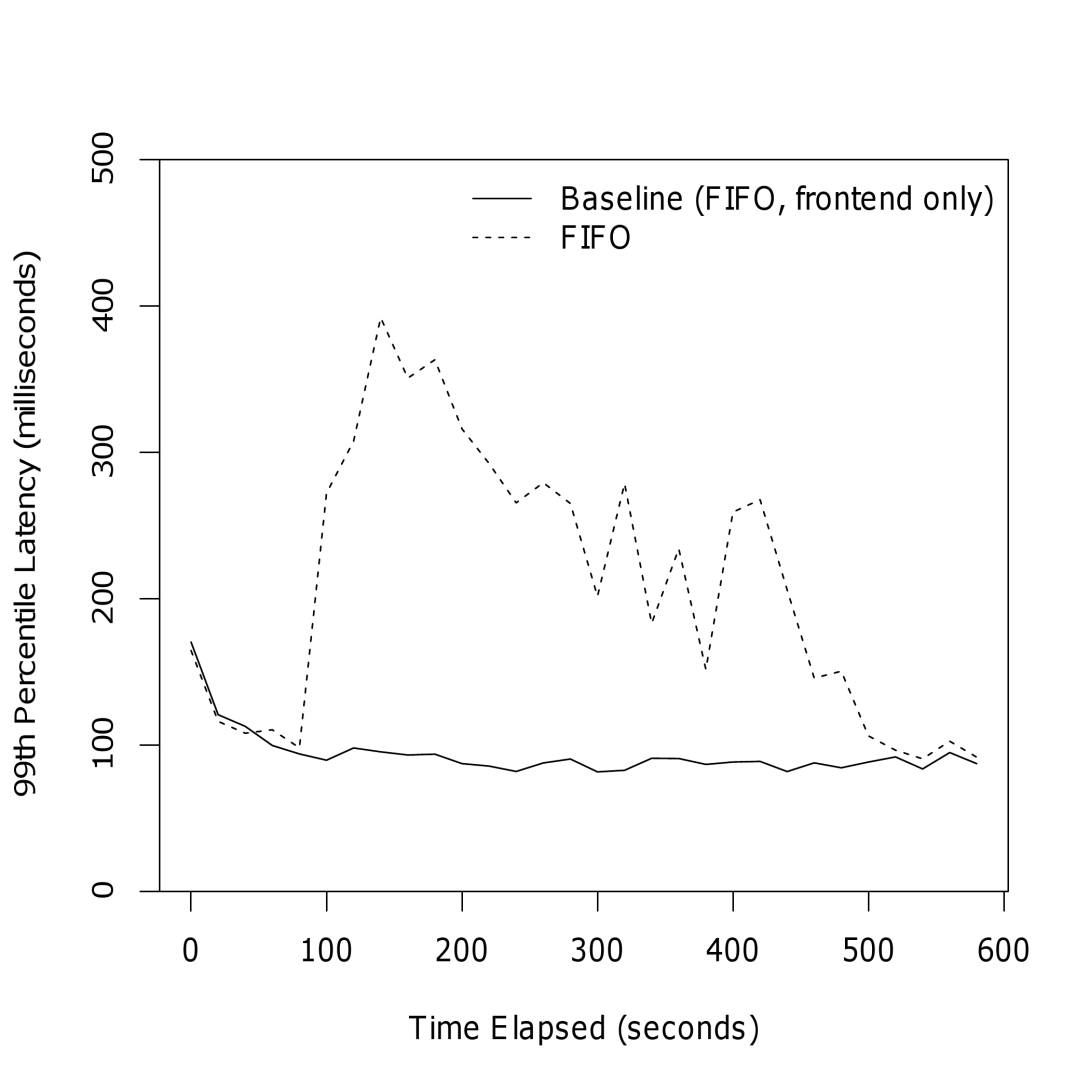 500
400
300
200
100
0
99th Percentile Latency (milliseconds)
Baseline (FIFO, frontend only)
FIFO
0 100 200 300 400 500 600
Time Elapsed (seconds)